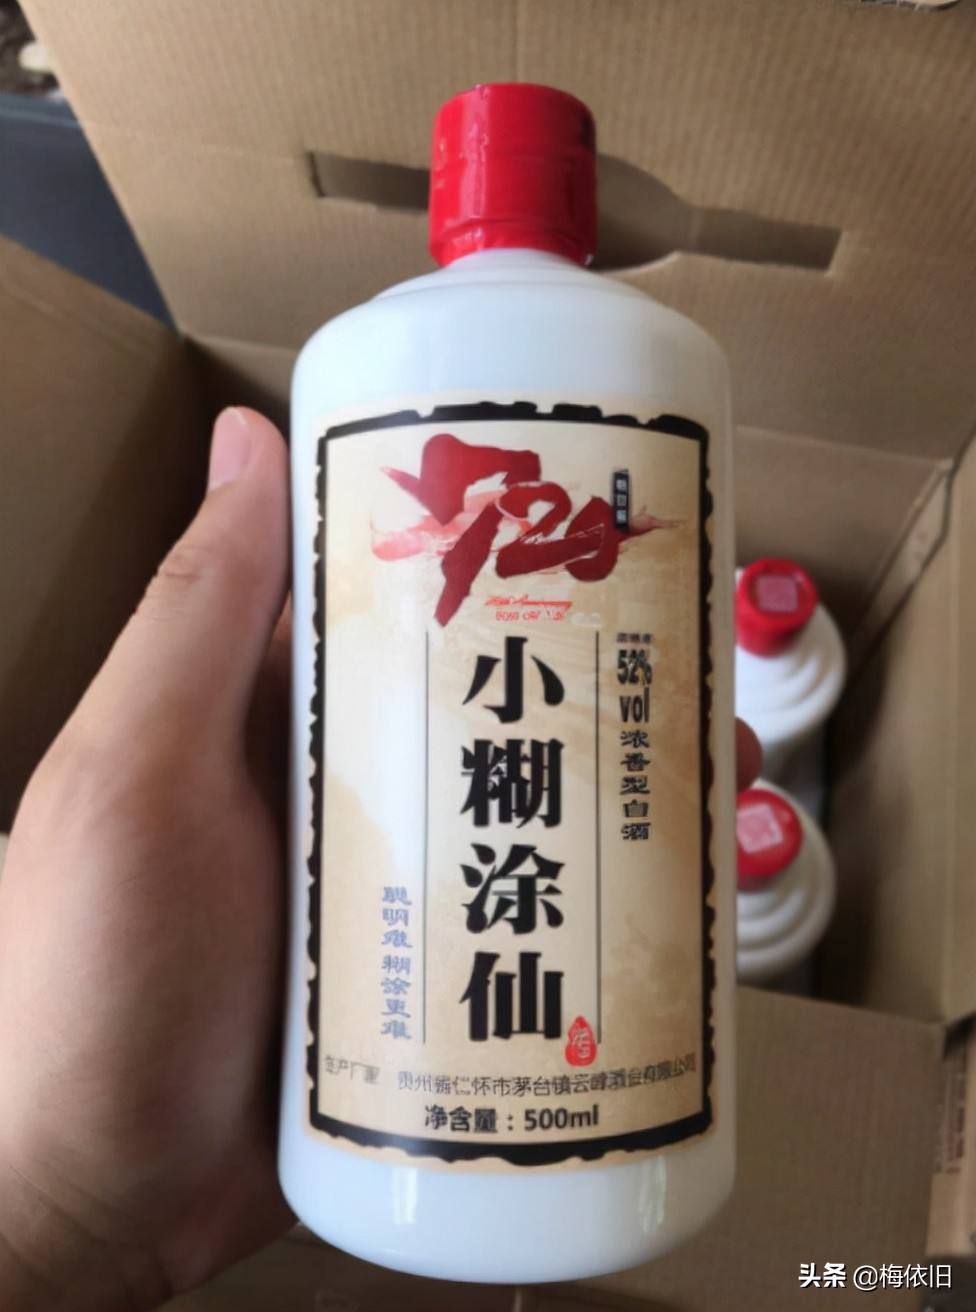 小糊涂仙
52%
vol
浓香型白酒
聪明难 糊涂更难
生产厂家 贵州省仁怀市茅台镇云峰酒业有限公司
净含量：500ml
头条 @梅依旧